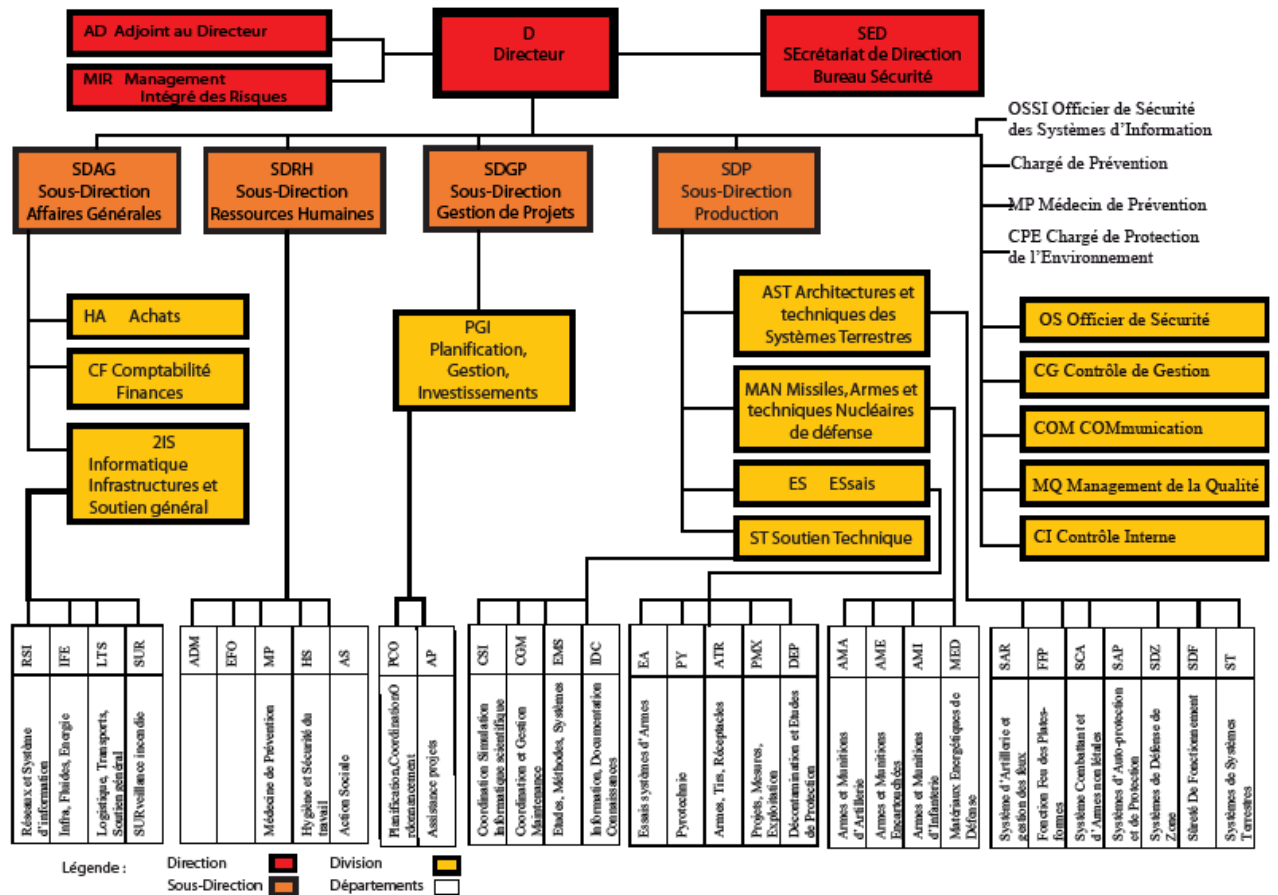 AD Adjoint au Directeur
MIR Management
Intégré des Risques
D
Directeur
SED
SEcrétariat de Direction
Bureau Sécurité
OSSI Officier de Sécurité
des Systèmes d'Information
Chargé de Prévention
MP Médecin de Prévention
CPE Chargé de Protection
de l'Environnement
SDAG
Sous-Direction
Affaires Générales
SDRH
Sous-Direction
Ressources Humaines
SDGP
Sous-Direction
Gestion de Projets
SDP
Sous-Direction
Production
HA Achats
CF Comptabilité
Finances
2IS
Informatique
Infrastructures et
Soutien général
PGI
Planification,
Gestion,
Investissements
AST Architectures et
techniques des
Systèmes Terrestres
MAN Missiles, Armes et
techniques Nucléaires
de défense
ES ESsais
ST Soutien Technique
OS Officier de Sécurité
CG Contrôle de Gestion
COM COMmunication
MQ Management de la Qualité
CI Contrôle Interne
RSI
Réseaux et Système
d'information
IFE
Infra, Fluides, Energie
LTS
Logistique, Transports,
Soutien général
SUR
SURveillance incendie
ADM
EFO
MP
Médecine de Prévention
HS
Hygiène et Sécurité du
travail
AS
Action Sociale
PCO
Planification,CoordinationO
rdonnancement
AP
Assistance projets
CSI
Coordination Simulation
Informatique scientifique
CGM
Coordination et Gestion
Maintenance
EMS
Etudes, Méthodes, Systèmes
IDC
Information, Documentation
Connaissances
EA
Essais systèmes d'Armes
PY
Pyrotechnie
ATR
Armes, Tirs, Réceptacles
PMX
Projets, Mesures,
Exploitation
DEP
Décontamination et Etudes
de Protection
AMA
Armes et Munitions
d'Artillerie
AME
Armes et Munitions
Encartouchées
AMI
Armes et Munitions
d'Infanterie
MED
Matériaux Energétiques de
Défense
SAR
Système d'Artillerie et
gestion des feux
FFP
Fonction Feu des Plates-
formes
SCA
Système Combattant et
d'Armes non létales
SAP
Systèmes d'Auto-protection
et de Protection
SDZ
Systèmes de Défense de
Zone
SDF
Sûreté De Fonctionnement
ST
Systèmes de Systèmes
Terrestres
Légende :
Direction
Sous-Direction
Division
Départements